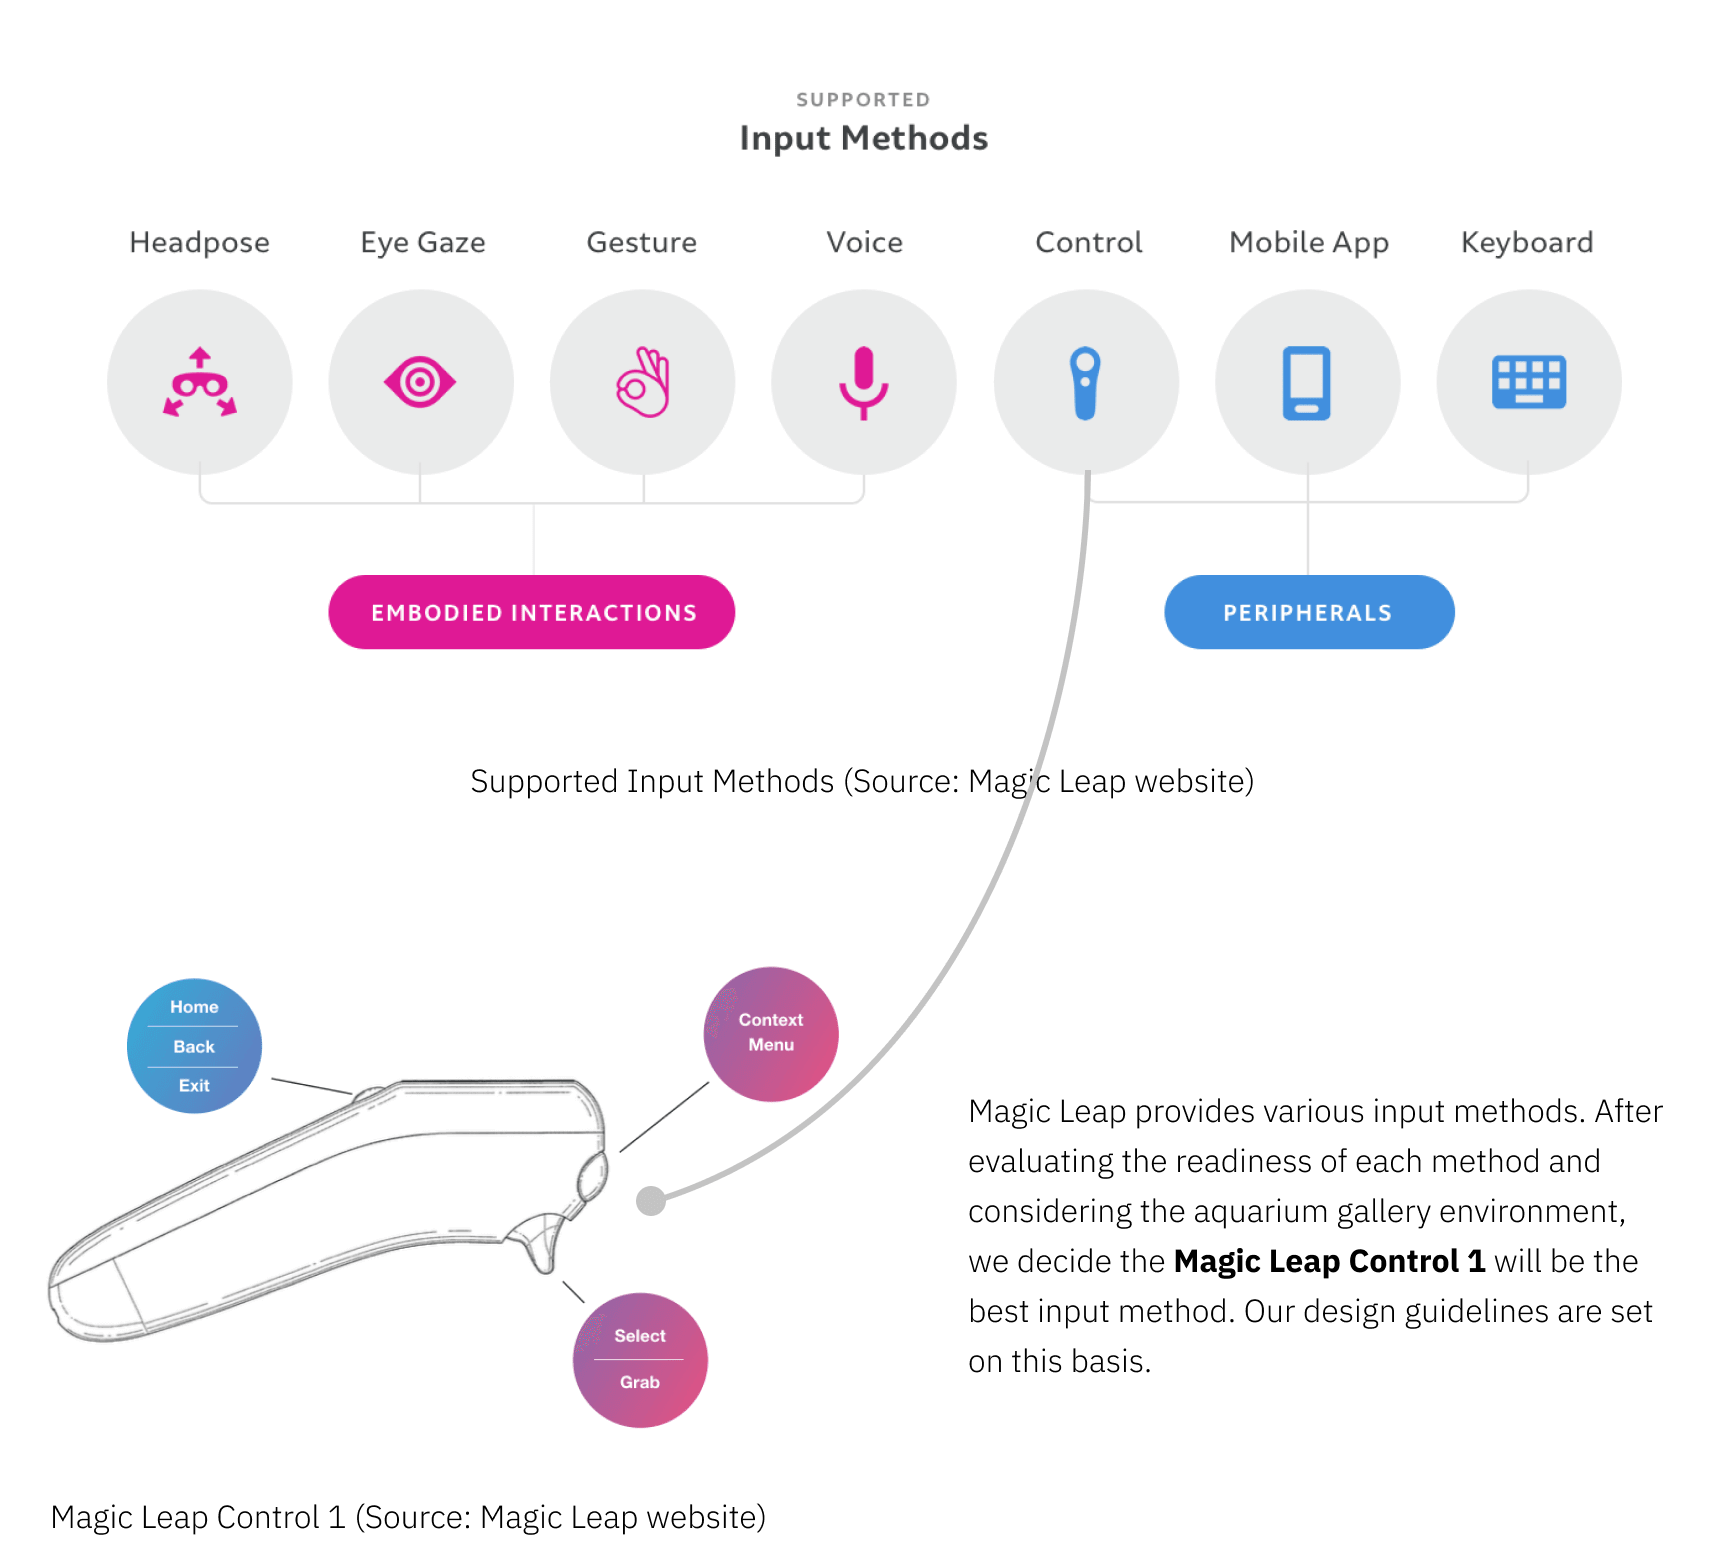 SUPPORTED
Input Methods
Headpose
Eye Gaze
Gesture
Voice
Control
Mobile App
Keyboard
EMBODIED INTERACTIONS
PERIPHERALS
Supported Input Methods (Source: Magic Leap website)
Home
Back
Exit
Context
Menu
Select
Grab
Magic Leap provides various input methods. After
evaluating the readiness of each method and
considering the aquarium gallery environment,
we decide the Magic Leap Control 1 will be the
best input method. Our design guidelines are set
on this basis.
Magic Leap Control 1 (Source: Magic Leap website)